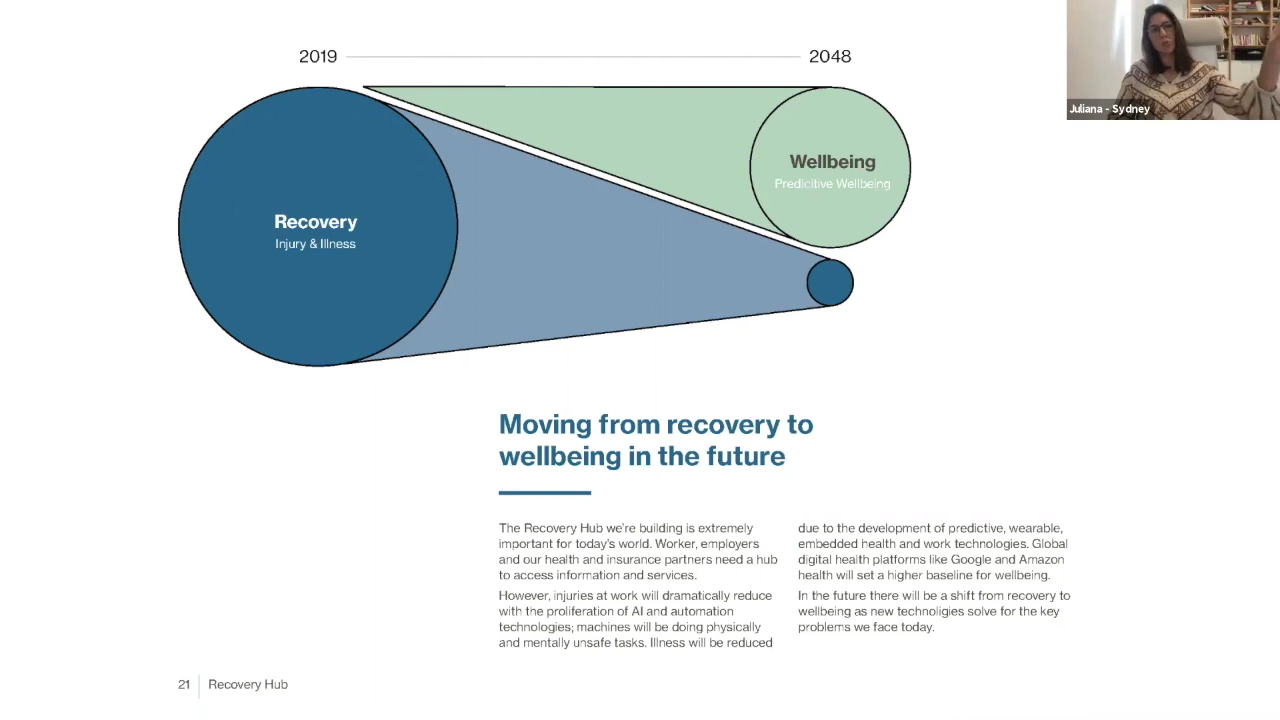 2019
2048
Juliana - Sydney
Wellbeing
Predicitive Wellbeing
Recovery
Injury & Illness
Moving from recovery to
wellbeing in the future
The Recovery Hub we're building is extremely
important for today's world. Worker, employers
and our health and insurance partners need a hub
to access information and services.
However, injuries at work will dramatically reduce
with the proliferation of AI and automation
technologies; machines will be doing physically
and mentally unsafe tasks. Illness will be reduced
due to the development of predictive, wearable,
embedded health and work technologies. Global
digital health platforms like Google and Amazon
health will set a higher baseline for wellbeing.
In the future there will be a shift from recovery to
wellbeing as new technoligies solve for the key
problems we face today.
21
Recovery Hub